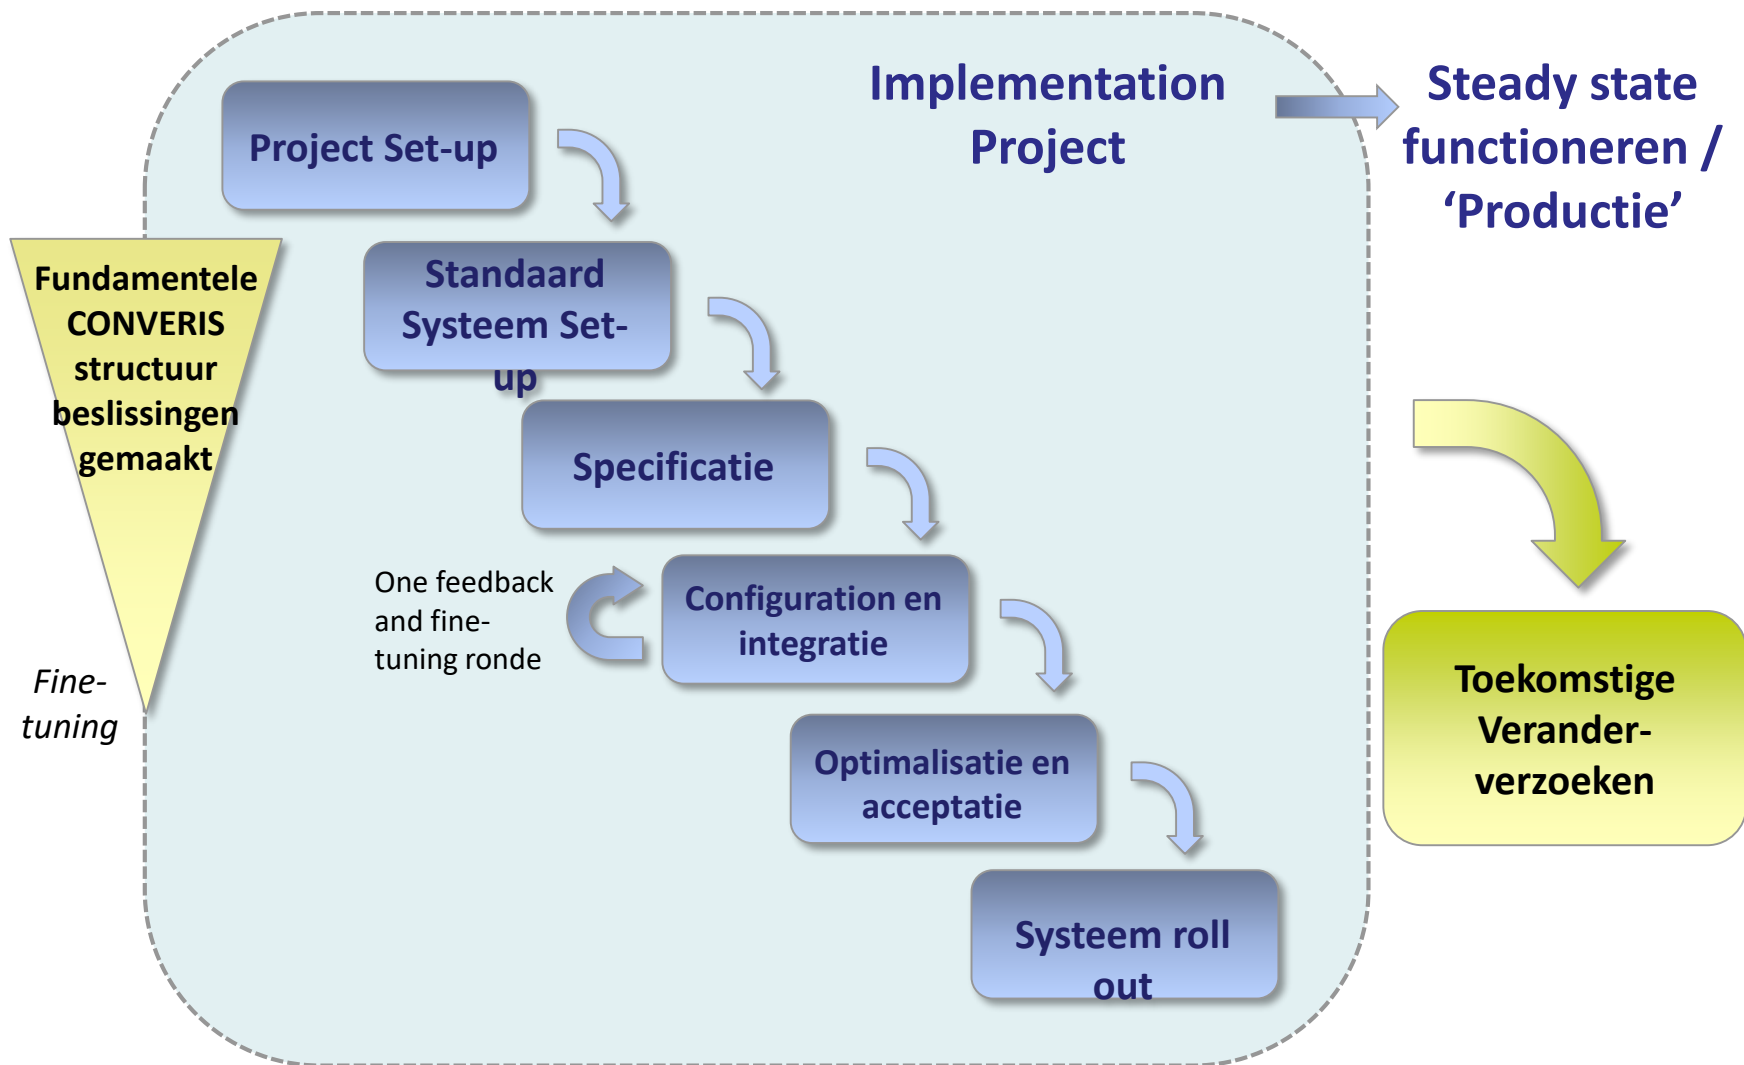 Implementation
Project
Steady state
functioneren /
‘Productie’
Project Set-up
Standaard
Systeem Set-
up
Fundamentele
CONVERIS
structuur
beslissingen
gemaakt
Specificatie
One feedback
and fine-
tuning ronde
Configuration en
integratie
Fine-
tuning
Toekomstige
Verander-
verzoeken
Optimalisatie en
acceptatie
Systeem roll
out